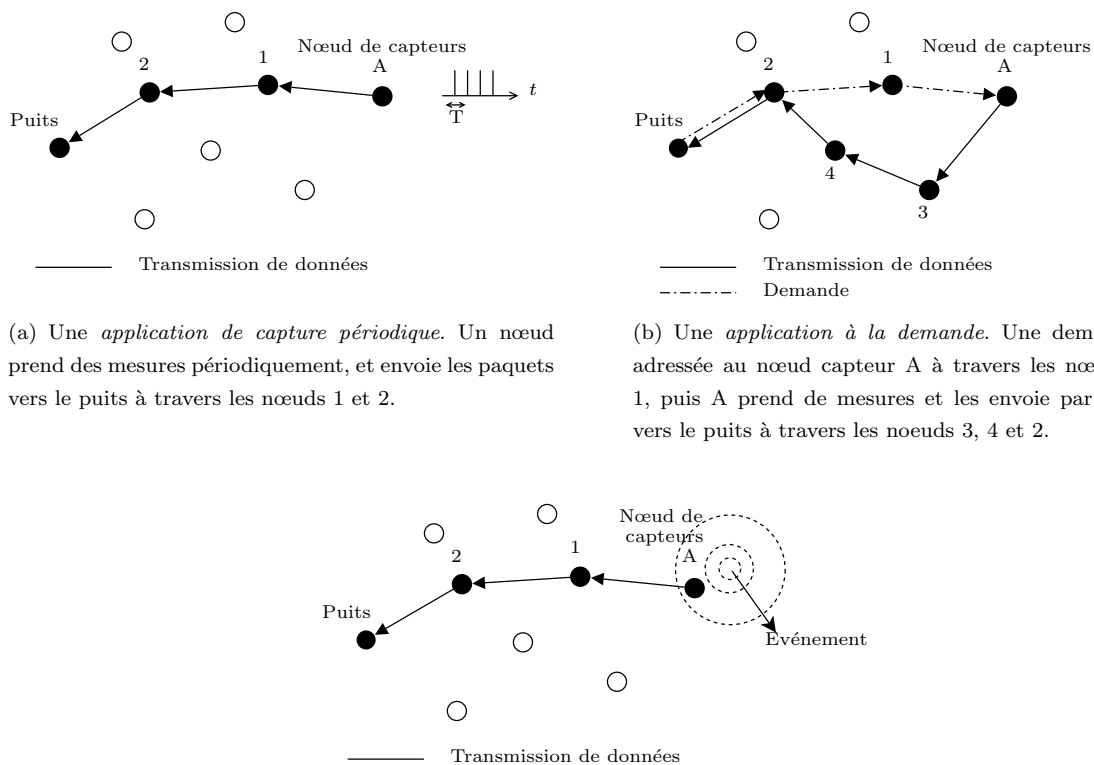 Nœud de capteurs
2
1
A
t
T
Puits
Transmission de données
(a) Une application de capture périodique. Un nœud
prend des mesures périodiquement, et envoie les paquets
vers le puits à travers les nœuds 1 et 2.
Nœud de capteurs
2
1
A
Puits
4
3
Transmission de données
Demande
(b) Une application à la demande. Une dem
adressée au nœud capteur A à travers les nœ
1, puis A prend de mesures et les envoie par
vers le puits à travers les noeuds 3, 4 et 2.
Nœud de
capteurs
2
1
A
Puits
Evénement
Transmission de données